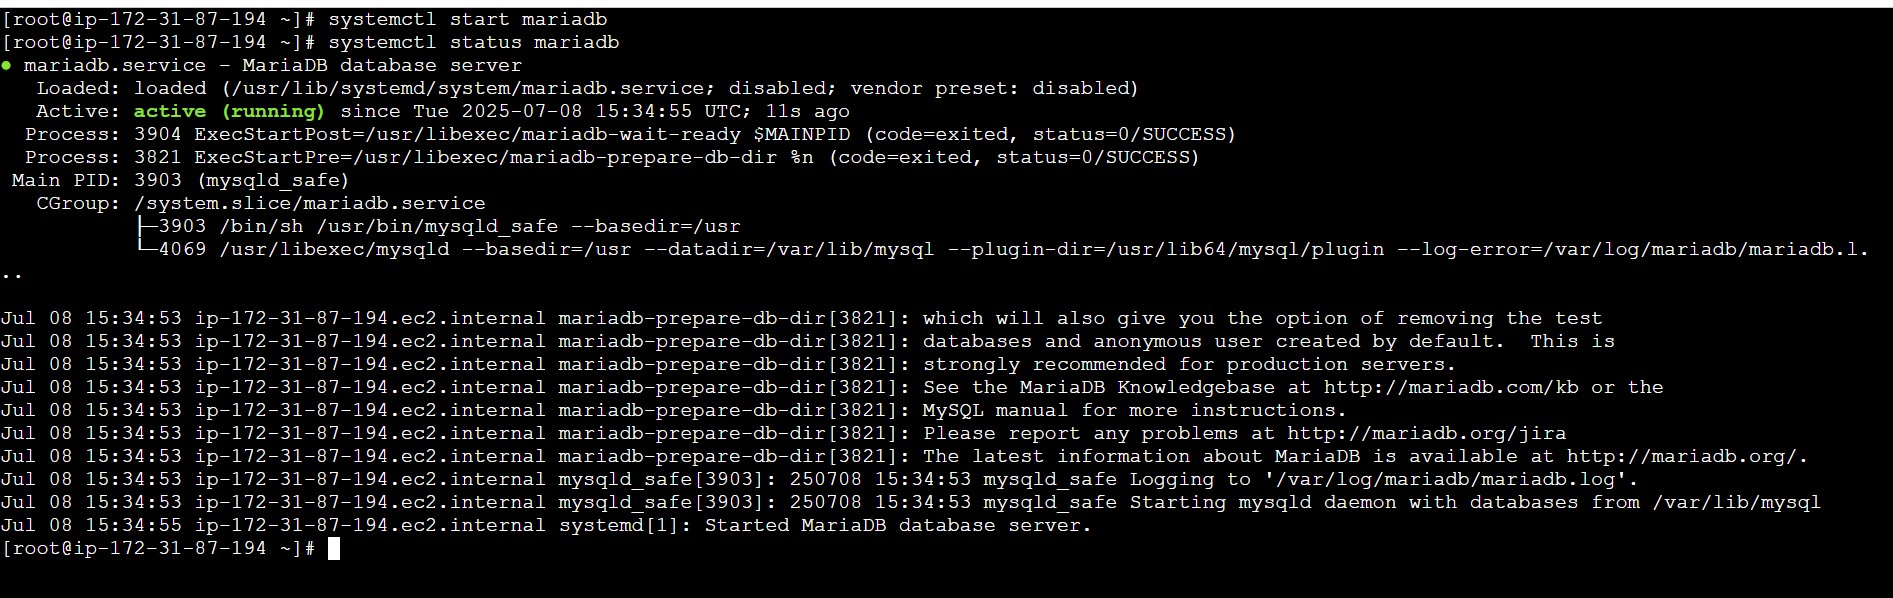 [root@ip-172-31-87-194 ~]# systemctl start mariadb
[root@ip-172-31-87-194 ~]# systemctl status mariadb
● mariadb.service - MariaDB database server
   Loaded: loaded (/usr/lib/systemd/system/mariadb.service; disabled; vendor preset: disabled)
   Active: active (running) since Tue 2025-07-08 15:34:55 UTC; 11s ago
  Process: 3904 ExecStartPost=/usr/libexec/mariadb-wait-ready $MAINPID (code=exited, status=0/SUCCESS)
  Process: 3821 ExecStartPre=/usr/libexec/mariadb-prepare-db-dir %n (code=exited, status=0/SUCCESS)
 Main PID: 3903 (mysqld_safe)
   CGroup: /system.slice/mariadb.service
           ├─3903 /bin/sh /usr/bin/mysqld_safe --basedir=/usr
           └─4069 /usr/libexec/mysqld --basedir=/usr --datadir=/var/lib/mysql --plugin-dir=/usr/lib64/mysql/plugin --log-error=/var/log/mariadb/mariadb.l.
..
Jul 08 15:34:53 ip-172-31-87-194.ec2.internal mariadb-prepare-db-dir[3821]: which will also give you the option of removing the test
Jul 08 15:34:53 ip-172-31-87-194.ec2.internal mariadb-prepare-db-dir[3821]: databases and anonymous user created by default.  This is
Jul 08 15:34:53 ip-172-31-87-194.ec2.internal mariadb-prepare-db-dir[3821]: strongly recommended for production servers.
Jul 08 15:34:53 ip-172-31-87-194.ec2.internal mariadb-prepare-db-dir[3821]: See the MariaDB Knowledgebase at http://mariadb.com/kb or the
Jul 08 15:34:53 ip-172-31-87-194.ec2.internal mariadb-prepare-db-dir[3821]: MySQL manual for more instructions.
Jul 08 15:34:53 ip-172-31-87-194.ec2.internal mariadb-prepare-db-dir[3821]: Please report any problems at http://mariadb.org/jira
Jul 08 15:34:53 ip-172-31-87-194.ec2.internal mariadb-prepare-db-dir[3821]: The latest information about MariaDB is available at http://mariadb.org/.
Jul 08 15:34:53 ip-172-31-87-194.ec2.internal mysqld_safe[3903]: 250708 15:34:53 mysqld_safe Logging to '/var/log/mariadb/mariadb.log'.
Jul 08 15:34:53 ip-172-31-87-194.ec2.internal mysqld_safe[3903]: 250708 15:34:53 mysqld_safe Starting mysqld daemon with databases from /var/lib/mysql
Jul 08 15:34:55 ip-172-31-87-194.ec2.internal systemd[1]: Started MariaDB database server.
[root@ip-172-31-87-194 ~]#